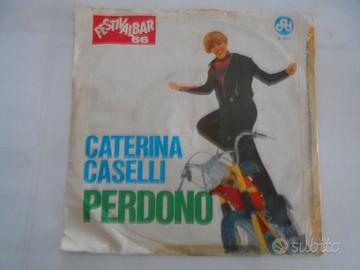 FESTIVALBAR
66
CATERINA
CASELLI
PERDONO
subito